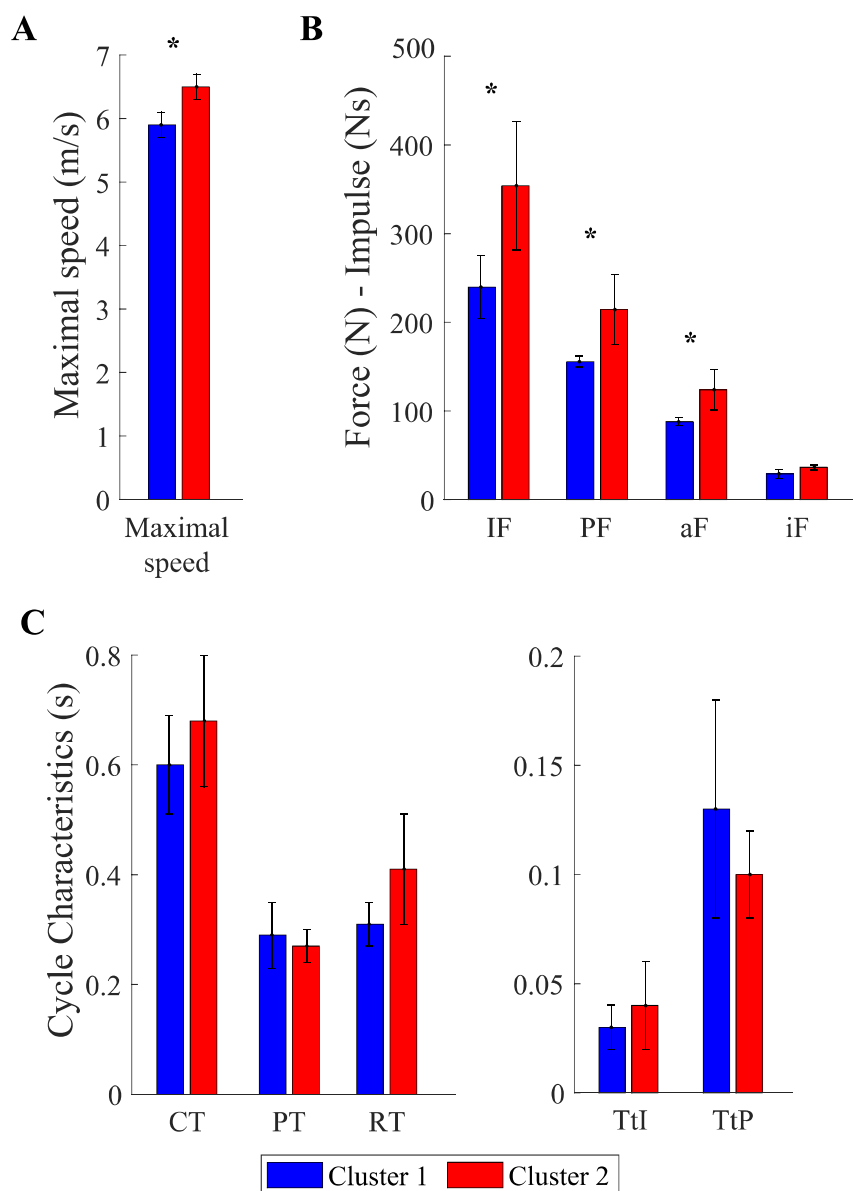 A
Maximal speed (m/s)
7
6
5
4
3
2
1
0
*
Maximal
speed
B
Force (N) - Impulse (Ns)
500
400
300
200
100
0
*
*
*
IF
PF
aF
iF
C
Cycle Characteristics (s)
0.8
0.6
0.4
0.2
0
CT
PT
RT
0.2
0.15
0.1
0.05
0
TtI
TtP
Cluster 1
Cluster 2